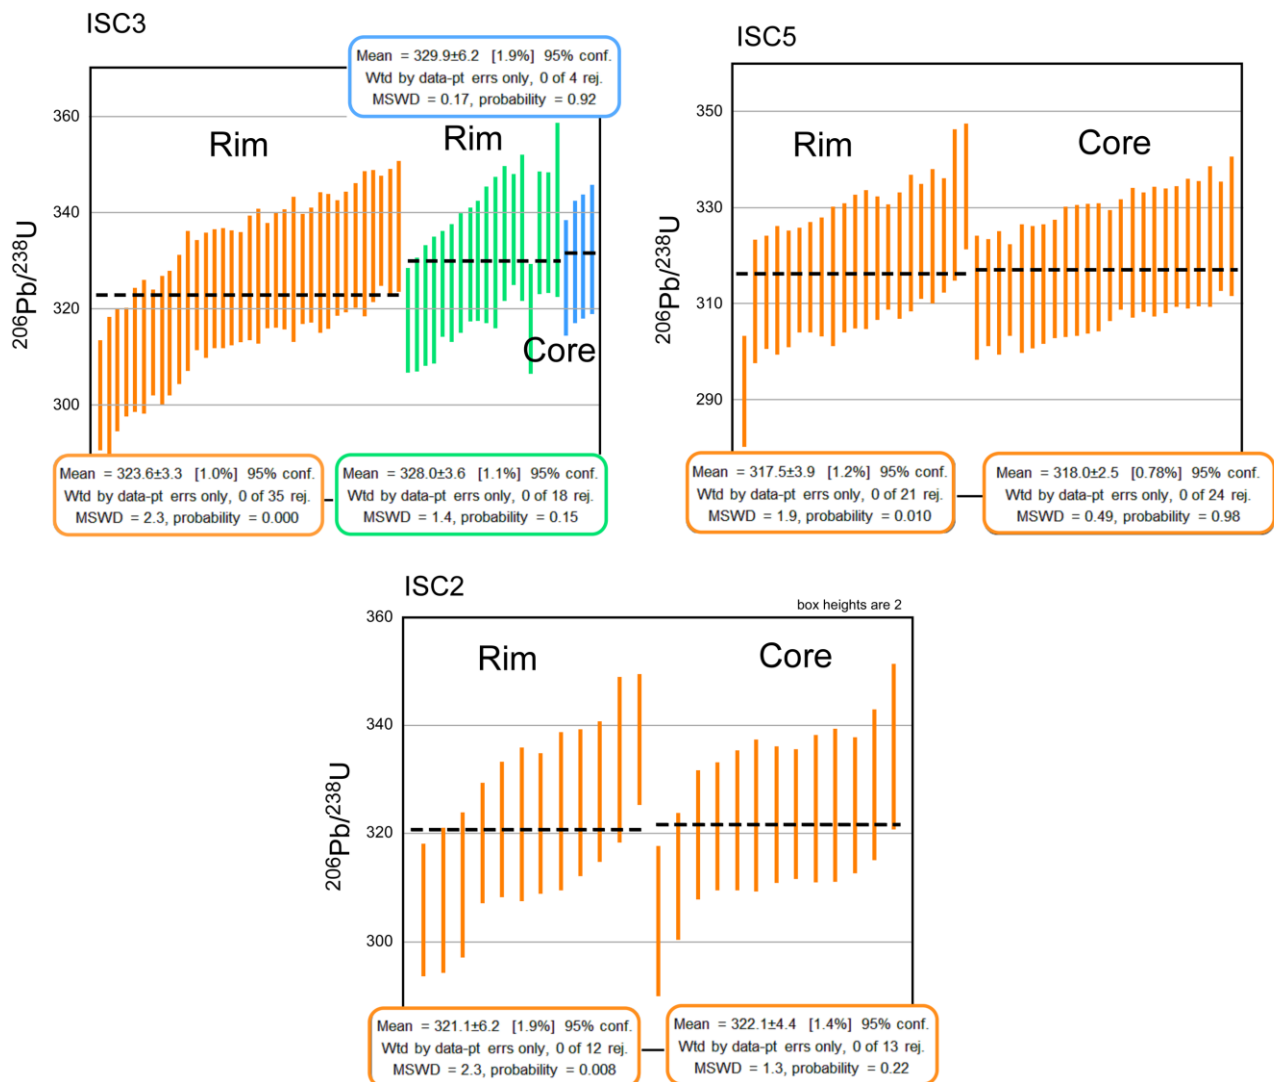 ISC3
Mean = 329.9±6.2 [1.9%] 95% conf.
Wtd by data-pt errs only, 0 of 4 rej.
MSWD = 0.17, probability = 0.92
360
340
320
300
206Pb/238U
Rim
Rim
Core
Mean = 323.6±3.3 [1.0%] 95% conf.
Wtd by data-pt errs only, 0 of 35 rej.
MSWD = 2.3, probability = 0.000
Mean = 328.0±3.6 [1.1%] 95% conf.
Wtd by data-pt errs only, 0 of 18 rej.
MSWD = 1.4, probability = 0.15
ISC5
350
330
310
290
206Pb/238U
Rim
Core
Mean = 317.5±3.9 [1.2%] 95% conf.
Wtd by data-pt errs only, 0 of 21 rej.
MSWD = 1.9, probability = 0.010
Mean = 318.0±2.5 [0.78%] 95% conf.
Wtd by data-pt errs only, 0 of 24 rej.
MSWD = 0.49, probability = 0.98
ISC2
box heights are 2
360
340
320
300
206Pb/238U
Rim
Core
Mean = 321.1±6.2 [1.9%] 95% conf.
Wtd by data-pt errs only, 0 of 12 rej.
MSWD = 2.3, probability = 0.008
Mean = 322.1±4.4 [1.4%] 95% conf.
Wtd by data-pt errs only, 0 of 13 rej.
MSWD = 1.3, probability = 0.22